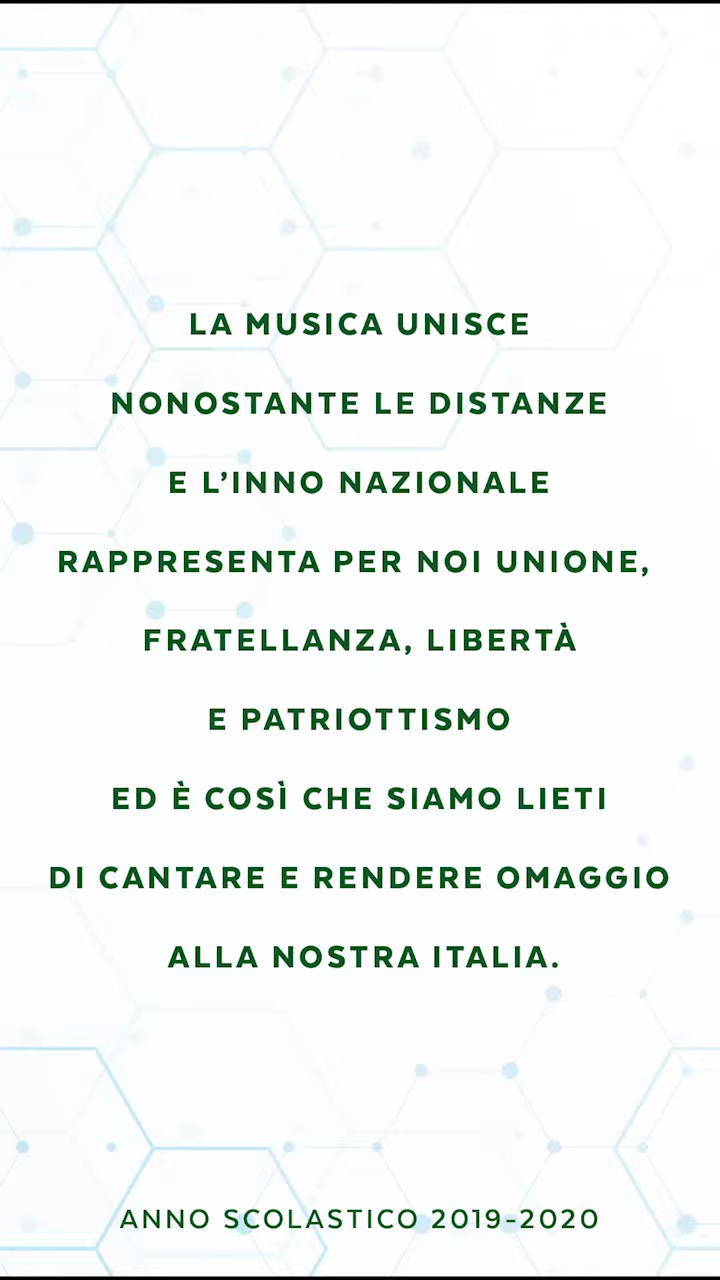 LA MUSICA UNISCE
NONOSTANTE LE DISTANZE
E L’INNO NAZIONALE
RAPPRESENTA PER NOI UNIONE,
FRATELLANZA, LIBERTÀ
E PATRIOTTISMO
ED È COSÌ CHE SIAMO LIETI
DI CANTARE E RENDERE OMAGGIO
ALLA NOSTRA ITALIA.
ANNO SCOLASTICO 2019-2020